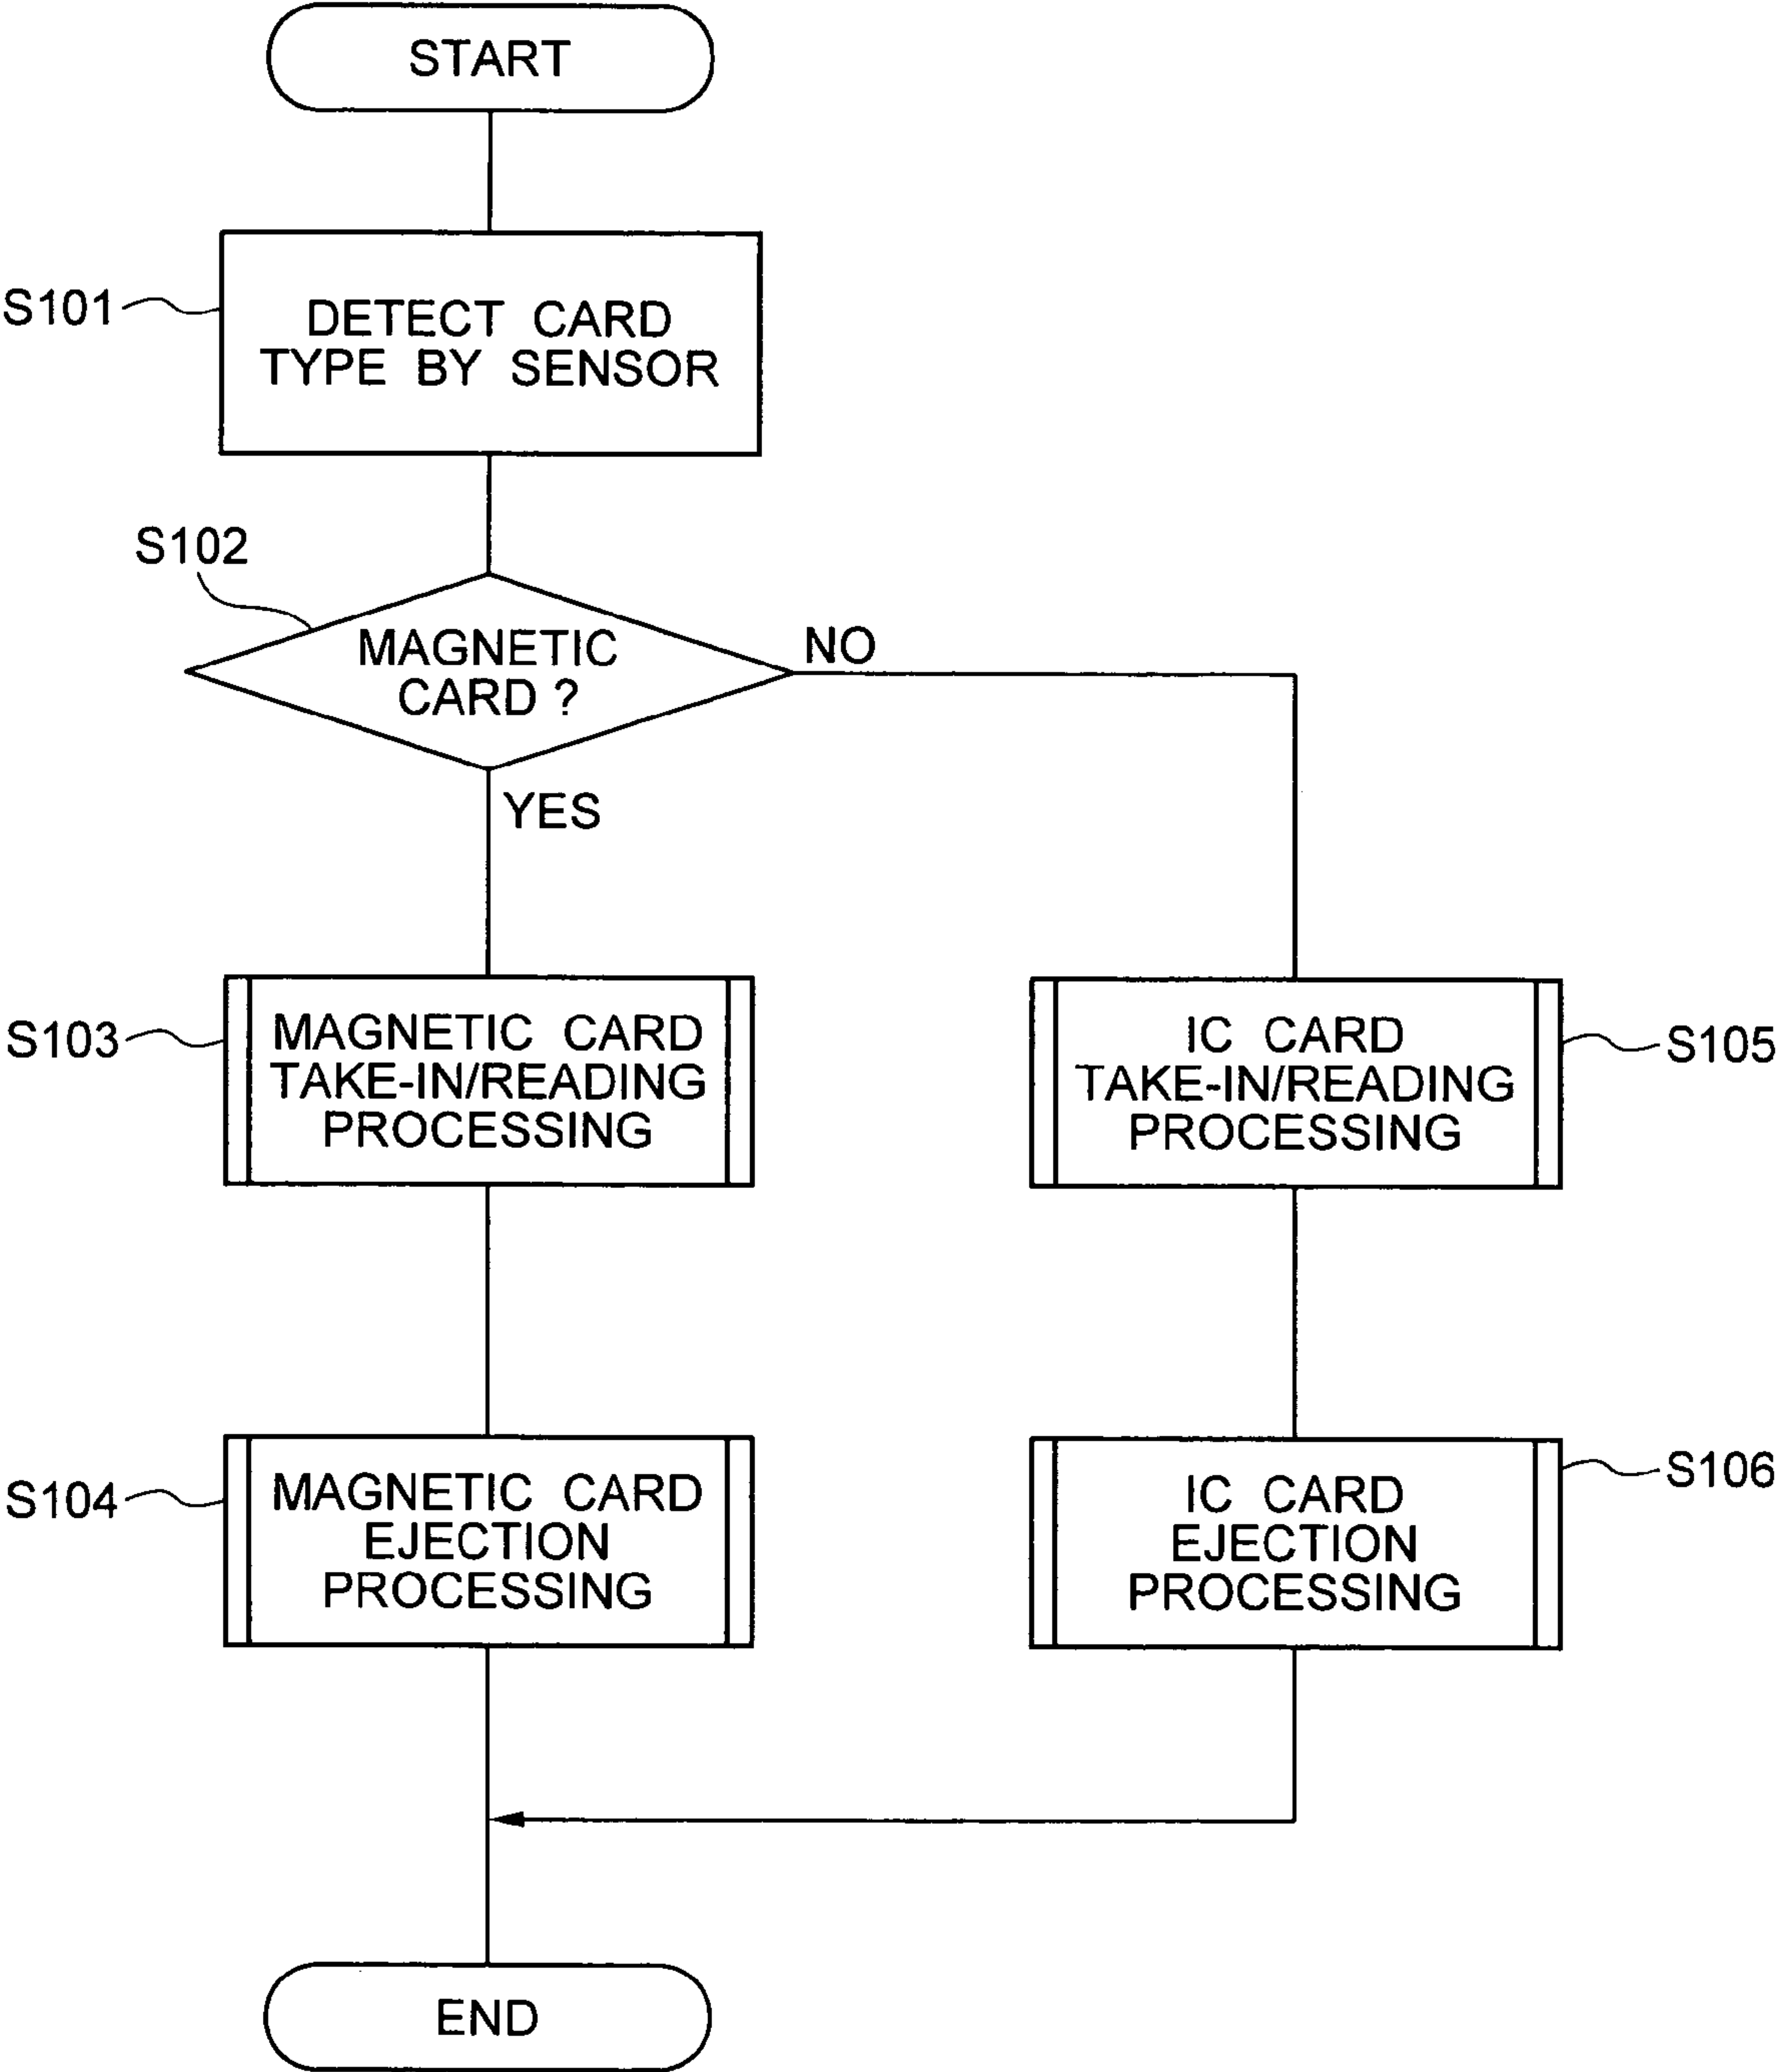 START
S101
DETECT CARD
TYPE BY SENSOR
S102
MAGNETIC
CARD ?
NO
YES
S103
MAGNETIC CARD
TAKE-IN/READING
PROCESSING
IC CARD
TAKE-IN/READING
PROCESSING
S105
S104
MAGNETIC CARD
EJECTION
PROCESSING
IC CARD
EJECTION
PROCESSING
S106
END